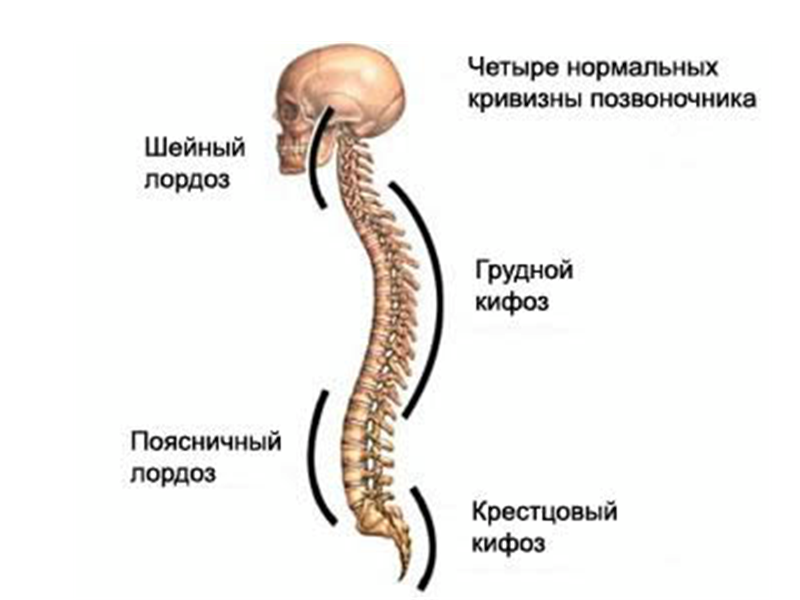 Четыре нормальных
кривизны позвоночника
Шейный
лордоз
Грудной
кифоз
Поясничный
лордоз
Крестцовый
кифоз